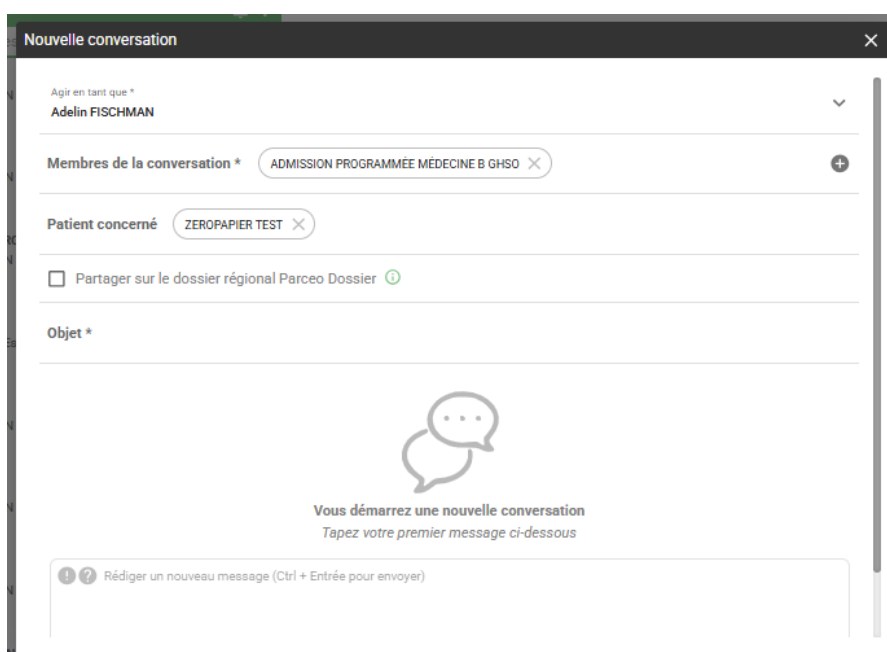 Nouvelle conversation
Agir en tant que *
Adelin FISCHMAN
Membres de la conversation * ADMISSION PROGRAMMÉE MÉDECINE B GHSO
Patient concerné ZEROPAPIER TEST
Partager sur le dossier régional Parceo Dossier
Objet *
Vous démarrez une nouvelle conversation
Tapez votre premier message ci-dessous
Rédiger un nouveau message (Ctrl + Entrée pour envoyer)